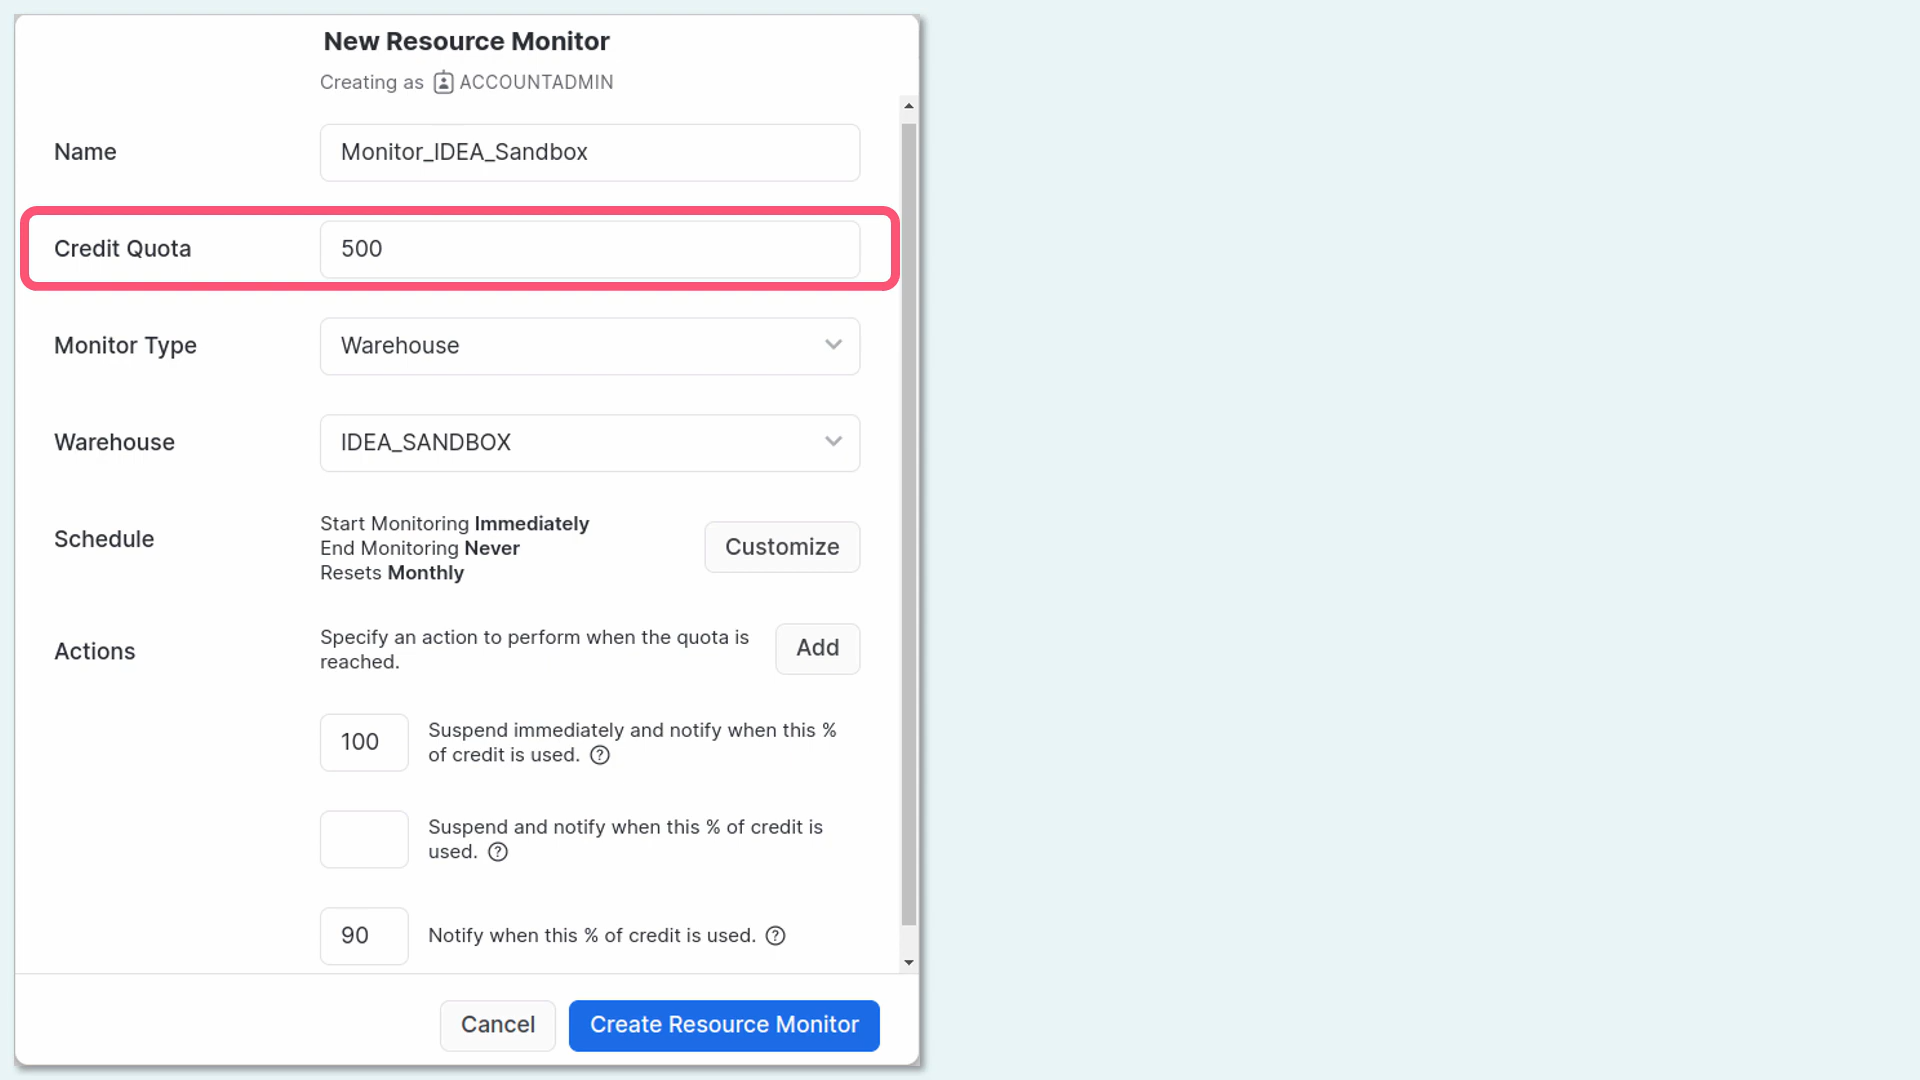 New Resource Monitor
Creating as ACCOUNTADMIN
Name
Monitor_IDEA_Sandbox
Credit Quota
500
Monitor Type
Warehouse
Warehouse
IDEA_SANDBOX
Schedule
Start Monitoring Immediately
End Monitoring Never
Resets Monthly
Customize
Actions
Specify an action to perform when the quota is
reached.
Add
100
Suspend immediately and notify when this %
of credit is used. ?
Suspend and notify when this % of credit is
used. ?
90
Notify when this % of credit is used. ?
Cancel
Create Resource Monitor